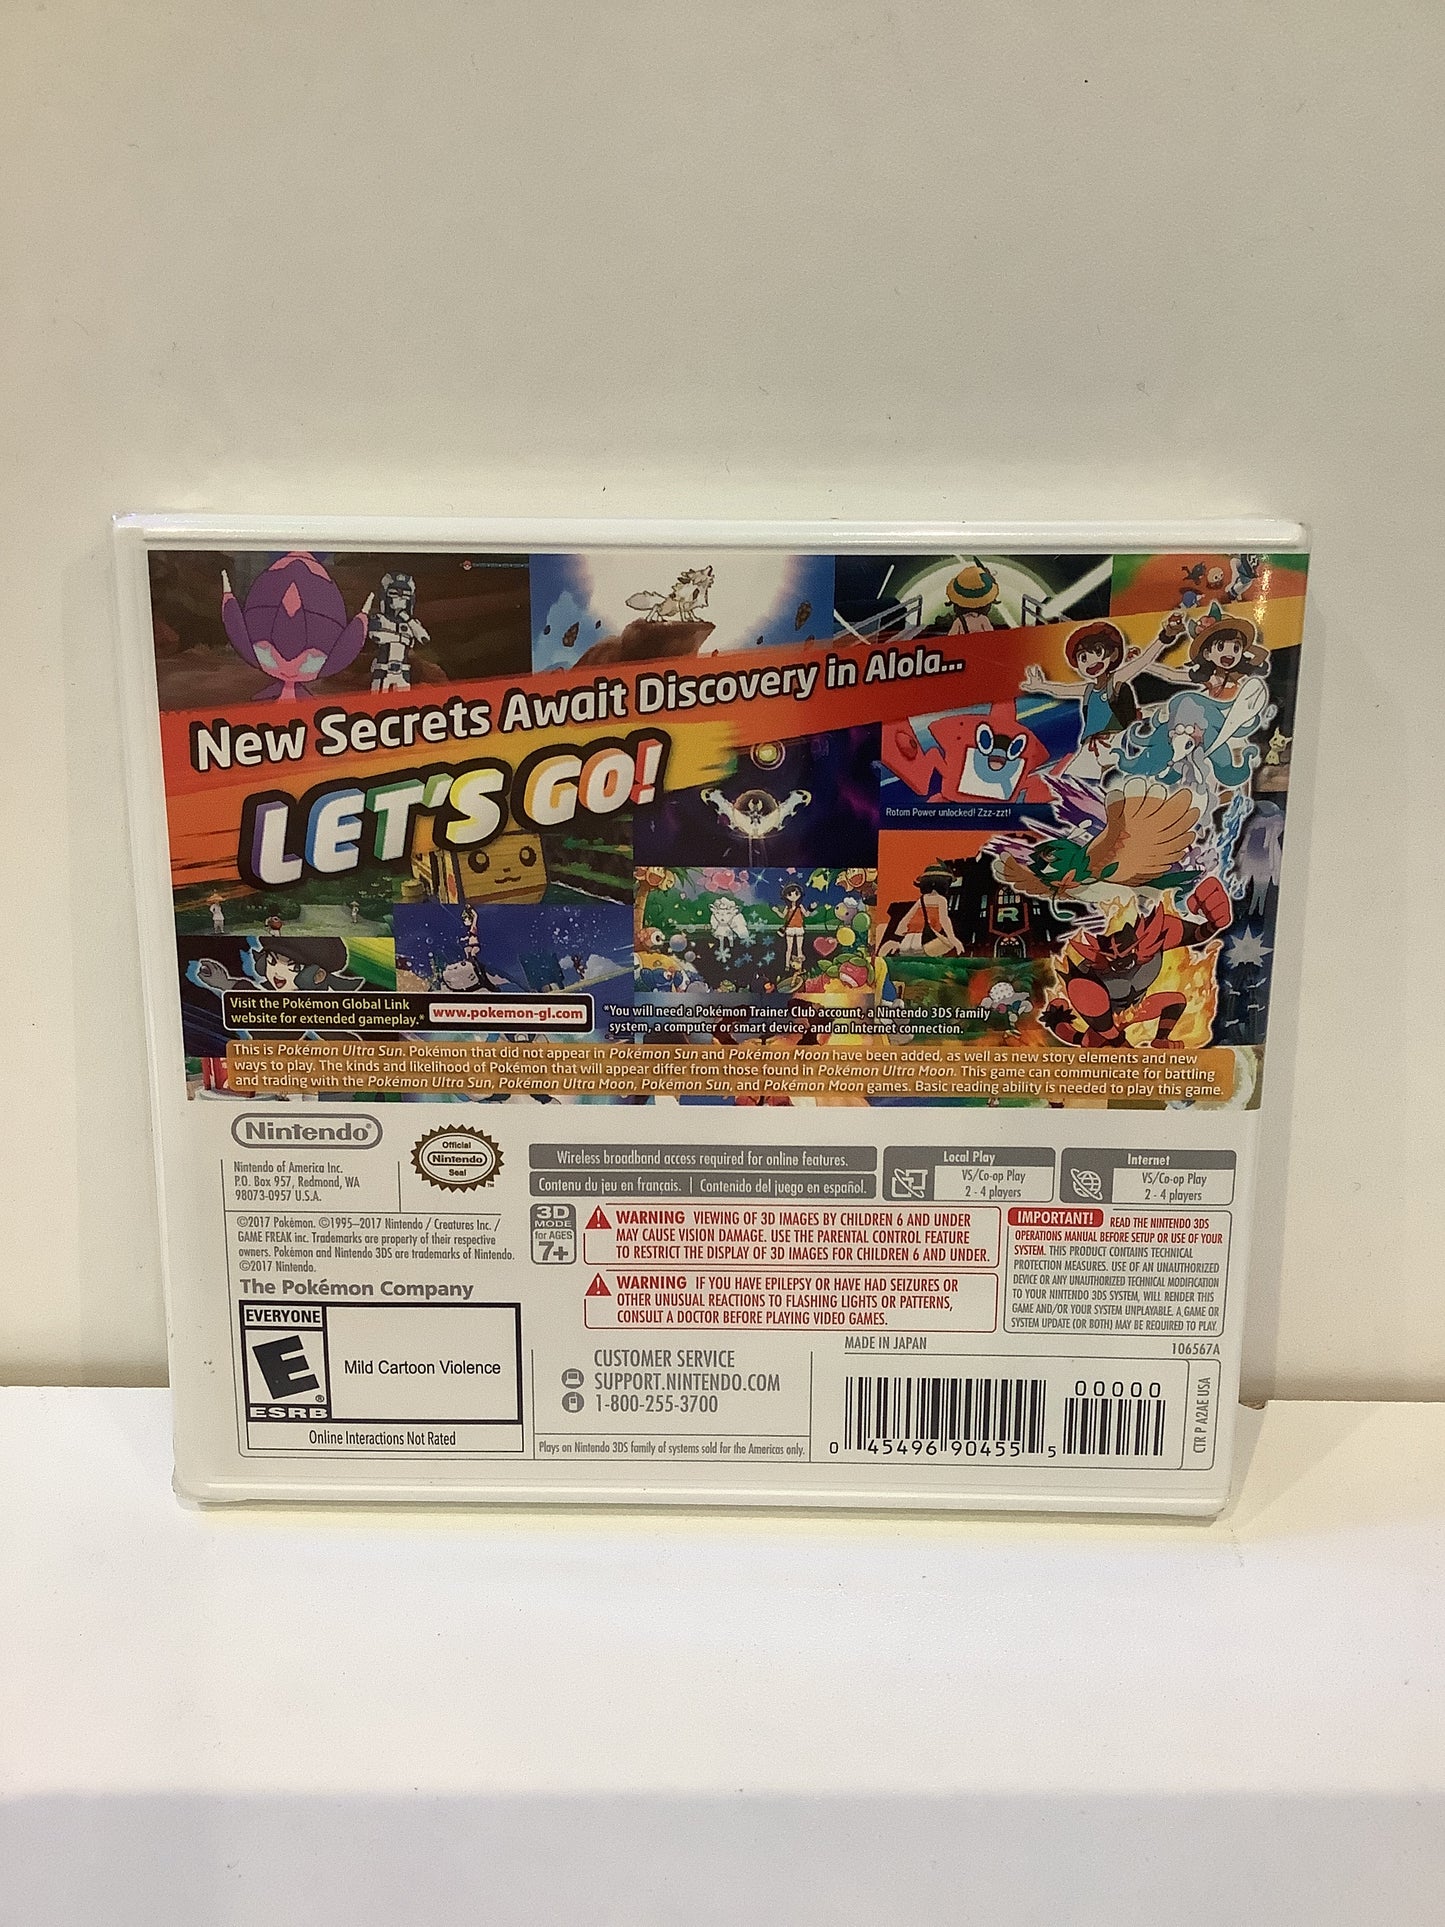 New Secrets Await Discovery in Alola...
LET'S GO!
Rotom Power unlocked! Zzz-zzt!
R
Visit the Pokémon Global Link
website for extended gameplay.*
www.pokemon-gl.com
*You will need a Pokémon Trainer Club account, a Nintendo 3DS family
system, a computer or smart device, and an Internet connection.
This is Pokémon Ultra Sun. Pokémon that did not appear in Pokémon Sun and Pokémon Moon have been added, as well as new story elements and new
ways to play. The kinds and likelihood of Pokémon that will appear differ from those found in Pokémon Ultra Moon. This game can communicate for battling
and trading with the Pokémon Ultra Sun, Pokémon Ultra Moon, Pokémon Sun, and Pokémon Moon games. Basic reading ability is needed to play this game.
Nintendo®
Nintendo of America Inc.
P.O. Box 957, Redmond, WA
98073-0957 U.S.A.
Official
Nintendo
Seal
™
Wireless broadband access required for online features.
Contenu du jeu en français. | Contenido del juego en español.
Local Play
VS/Co-op Play
2 - 4 players
Internet
VS/Co-op Play
2 - 4 players
©2017 Pokémon. ©1995–2017 Nintendo / Creatures Inc. /
GAME FREAK inc. Trademarks are property of their respective
owners. Pokémon and Nintendo 3DS are trademarks of Nintendo.
©2017 Nintendo.
The Pokémon Company
3D
MODE
for AGES
7+
WARNING VIEWING OF 3D IMAGES BY CHILDREN 6 AND UNDER
MAY CAUSE VISION DAMAGE. USE THE PARENTAL CONTROL FEATURE
TO RESTRICT THE DISPLAY OF 3D IMAGES FOR CHILDREN 6 AND UNDER.
WARNING IF YOU HAVE EPILEPSY OR HAVE HAD SEIZURES OR
OTHER UNUSUAL REACTIONS TO FLASHING LIGHTS OR PATTERNS,
CONSULT A DOCTOR BEFORE PLAYING VIDEO GAMES.
IMPORTANT! READ THE NINTENDO 3DS
OPERATIONS MANUAL BEFORE SETUP OR USE OF YOUR
SYSTEM. THIS PRODUCT CONTAINS TECHNICAL
PROTECTION MEASURES. USE OF AN UNAUTHORIZED
DEVICE OR ANY UNAUTHORIZED TECHNICAL MODIFICATION
TO YOUR NINTENDO 3DS SYSTEM, WILL RENDER THIS
GAME AND/OR YOUR SYSTEM UNPLAYABLE. A GAME OR
SYSTEM UPDATE (OR BOTH) MAY BE REQUIRED TO PLAY.
EVERYONE
E
®
ESRB
Mild Cartoon Violence
Online Interactions Not Rated
CUSTOMER SERVICE
SUPPORT.NINTENDO.COM
1-800-255-3700
Plays on Nintendo 3DS family of systems sold for the Americas only.
MADE IN JAPAN
106567A
00000
0 45496 90455 5
CTR P A2AE USA